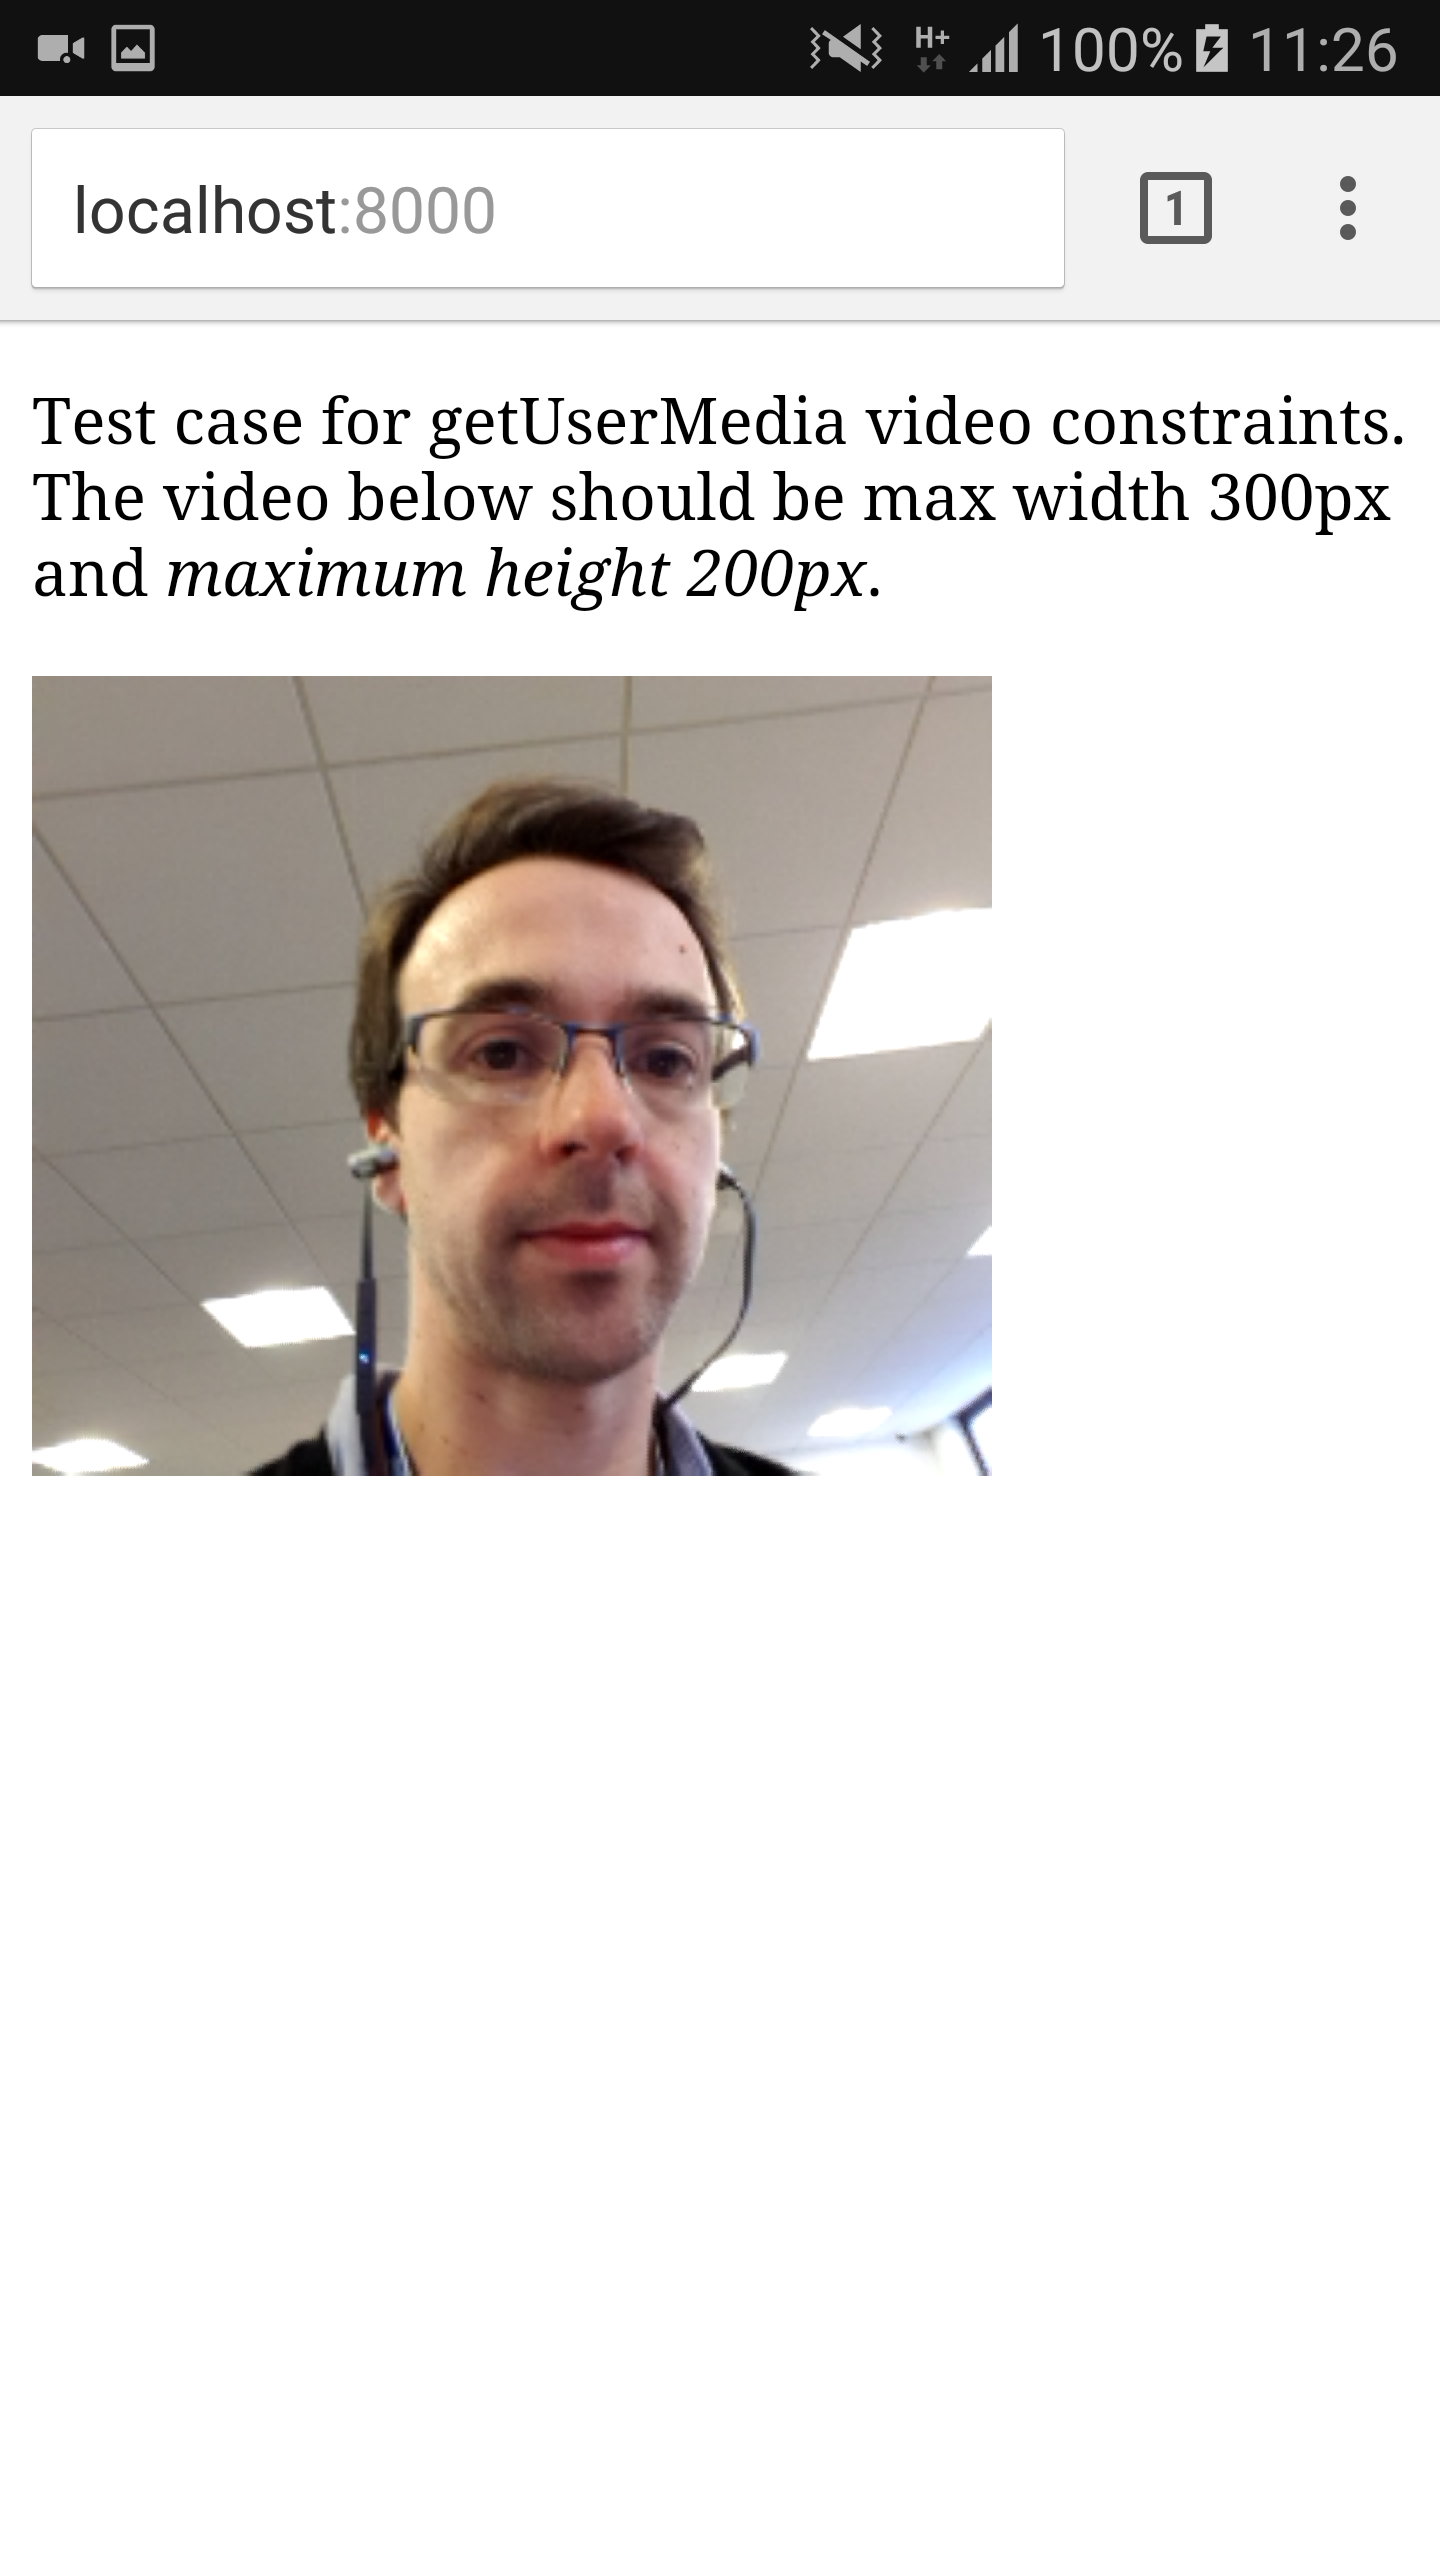 H+ 100% 11:26
localhost:8000
1
Test case for getUserMedia video constraints.
The video below should be max width 300px
and maximum height 200px.